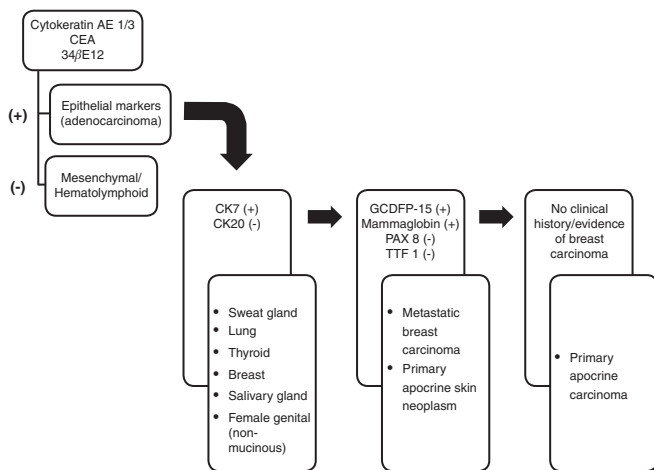 Cytokeratin AE 1/3
CEA
34βE12
(+)
Epithelial markers
(adenocarcinoma)
(-)
Mesenchymal/
Hematolymphoid
CK7 (+)
CK20 (-)
• Sweat gland
• Lung
• Thyroid
• Breast
• Salivary gland
• Female genital
(non-
mucinous)
GCDFP-15 (+)
Mammaglobin (+)
PAX 8 (-)
TTF 1 (-)
• Metastatic
breast
carcinoma
• Primary
apocrine skin
neoplasm
No clinical
history/evidence
of breast
carcinoma
• Primary
apocrine
carcinoma